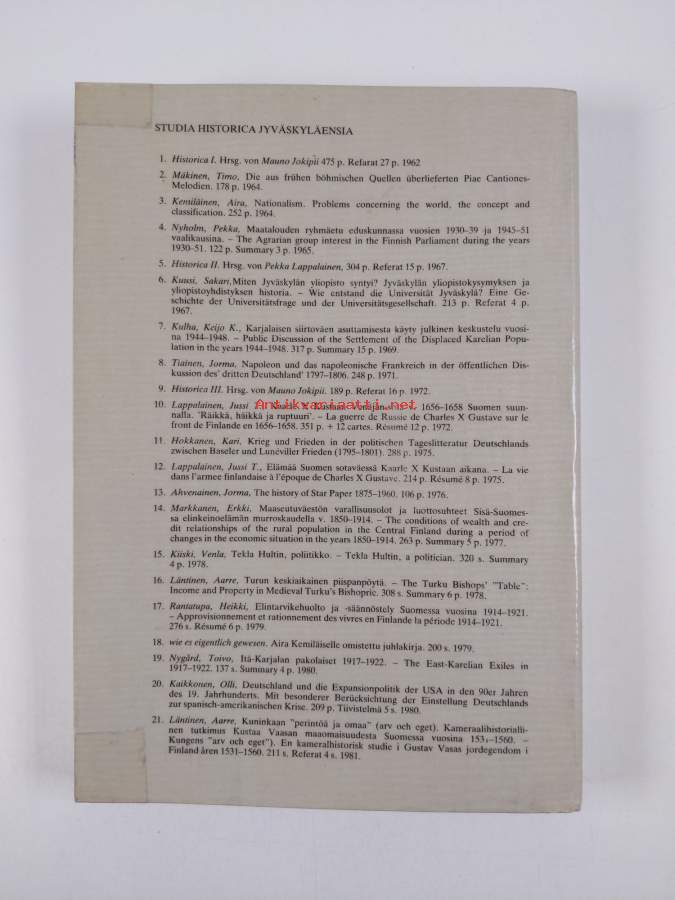 STUDIA HISTORICA JYVÄSKYLÄENSIA
1. Historica I. Hrsg. von Mauno Jokipii 475 p. Refarat 27 p. 1962
2. Mäkinen, Timo, Die aus frühen böhmischen Quellen überlieferten Piae Cantiones-
Melodien. 178 p. 1964.
3. Kemiläinen, Aira, Nationalism. Problems concerning the world, the concept and
classification. 252 p. 1964.
4. Nyholm, Pekka, Maatalouden ryhmäetu eduskunnassa vuosien 1930–39 ja 1945–51
vaalikausina. – The Agrarian group interest in the Finnish Parliament during the years
1930–51. 122 p. Summary 3 p. 1965.
5. Historica II. Hrsg. von Pekka Lappalainen, 304 p. Referat 15 p. 1967.
6. Kuusi, Sakari, Miten Jyväskylän yliopisto syntyi? Jyväskylän yliopistokysymyksen ja
yliopistoyhdistyksen historia. – Wie entstand die Universität Jyväskylä? Eine Ge-
schichte der Universitätsfrage und der Universitätsgesellschaft. 213 p. Referat 4 p.
1967.
7. Kulha, Keijo K., Karjalaisen siirtoväen asuttamisesta käyty julkinen keskustelu vuosi-
na 1944–1948. – Public Discussion of the Settlement of the Displaced Karelian Popu-
lation in the years 1944–1948. 317 p. Summary 15 p. 1969.
8. Tiainen, Jorma, Napoleon und das napoleonische Frankreich in der öffentlichen Dis-
kussion des' dritten Deutschland' 1797–1806. 248 p. 1971.
9. Historica III. Hrsg. von Mauno Jokipii. 189 p. Referat 16 p. 1972.
Antikvariaatti.net
10. Lappalainen, Jussi T., Kaarle X Kustaan Venäjän 1656–1658 Suomen suun-
nalla. 'Räikkä, häikkä ja ruptuuri'. – La guerre de Russie de Charles X Gustave sur le
front de Finlande en 1656–1658. 351 p. + 12 cartes. Résumé 12 p. 1972.
11. Hokkanen, Kari, Krieg und Frieden in der politischen Tagesliteratur Deutschlands
zwischen Baseler und Lunéviller Frieden (1795–1801). 288 p. 1975.
12. Lappalainen, Jussi T., Elämää Suomen sotaväessä Kaarle X Kustaan aikana. – La vie
dans l'armee finlandaise à l'époque de Charles X Gustave. 214 p. Résumé 8 p. 1975.
13. Ahvenainen, Jorma, The history of Star Paper 1875–1960. 106 p. 1976.
14. Markkanen, Erkki, Maaseutuväestön varallisuusolot ja luottosuhteet Sisä-Suomes-
sa elinkeinoelämän murroskaudella v. 1850–1914. – The conditions of wealth and cre-
dit relationships of the rural population in the Central Finland during a period of
changes in the economic situation in the years 1850–1914. 263 p. Summary 5 p. 1977.
15. Kiiski, Venla, Tekla Hultin, poliitikko. – Tekla Hultin, a politician. 320 s. Summary
4 p. 1978.
16. Läntinen, Aarre, Turun keskiaikainen piispanpöytä. – The Turku Bishops' "Table":
Income and Property in Medieval Turku's Bishopric. 308 s. Summary 6 p. 1978.
17. Rantatupa, Heikki, Elintarvikehuolto ja -säännöstely Suomessa vuosina 1914–1921.
– Approvisionnement et rationnement des vivres en Finlande la période 1914–1921.
276 s. Résumé 6 p. 1979.
18. wie es eigentlich gewesen. Aira Kemiläiselle omistettu juhlakirja. 200 s. 1979.
19. Nygård, Toivo, Itä-Karjalan pakolaiset 1917–1922. – The East-Karelian Exiles in
1917–1922. 137 s. Summary 4 p. 1980.
20. Kaikkonen, Olli, Deutschland und die Expansionpolitik der USA in den 90er Jahren
des 19. Jahrhunderts. Mit besonderer Berücksichtung der Einstellung Deutschlands
zur spanisch-amerikanischen Krise. 209 p. Tiivistelmä 5 s. 1980.
21. Läntinen, Aarre, Kuninkaan "perintöä ja omaa" (arv och eget). Kameraalihistorialli-
nen tutkimus Kustaa Vaasan maaomaisuudesta Suomessa vuosina 1531–1560. –
Kungens "arv och eget"). En kameralhistorisk studie i Gustav Vasas jordegendom i
Finland åren 1531–1560. 211 s. Referat 4 s. 1981.